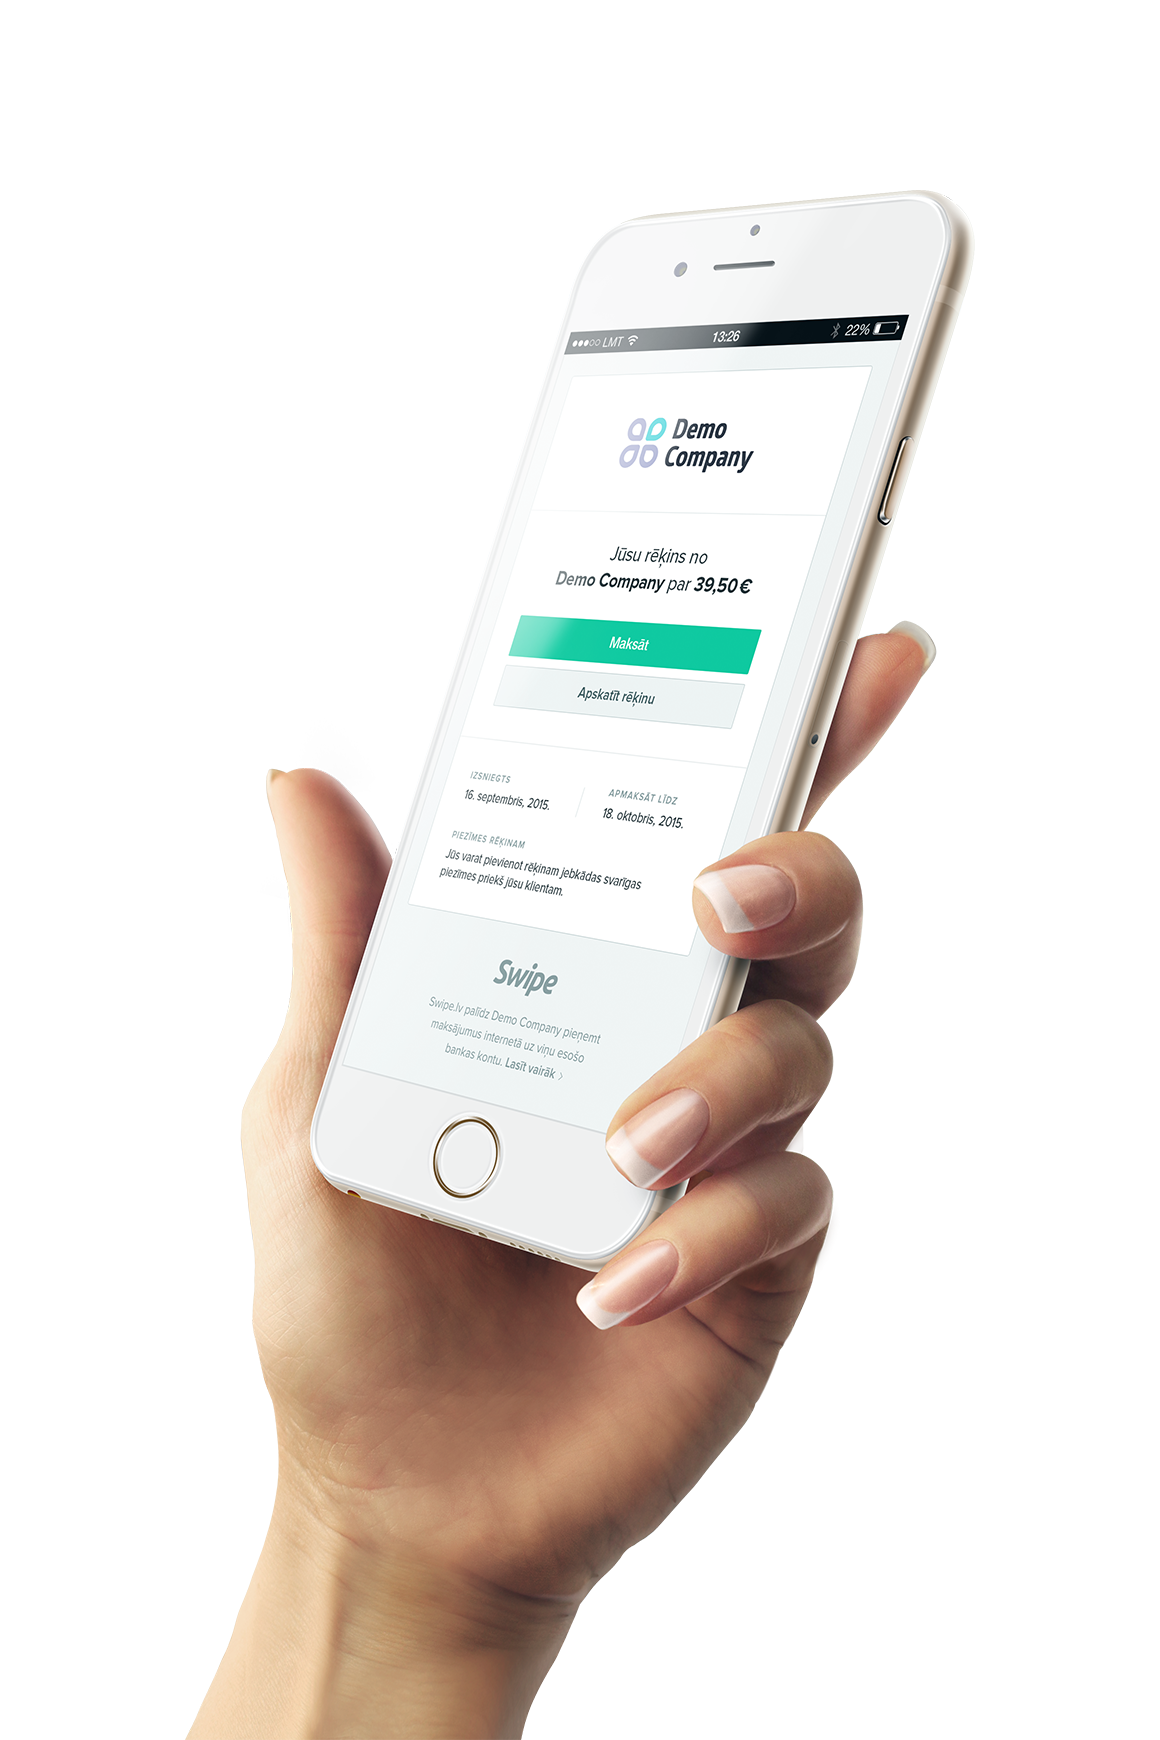 ●●●○○ LMT 13:26 22%
Demo
Company
Jūsu rēķins no
Demo Company par 39,50 €
Maksāt
Apskatīt rēķinu
IZSNIEGTS
16. septembris, 2015.
APMAKSĀT LĪDZ
18. oktobris, 2015.
PIEZĪMES RĒĶINAM
Jūs varat pievienot rēķinam jebkādas svarīgas
piezīmes priekš jūsu klientam.
Swipe
Swipe.lv palīdz Demo Company pieņemt
maksājumus internetā uz viņu esošo
bankas kontu. Lasīt vairāk >